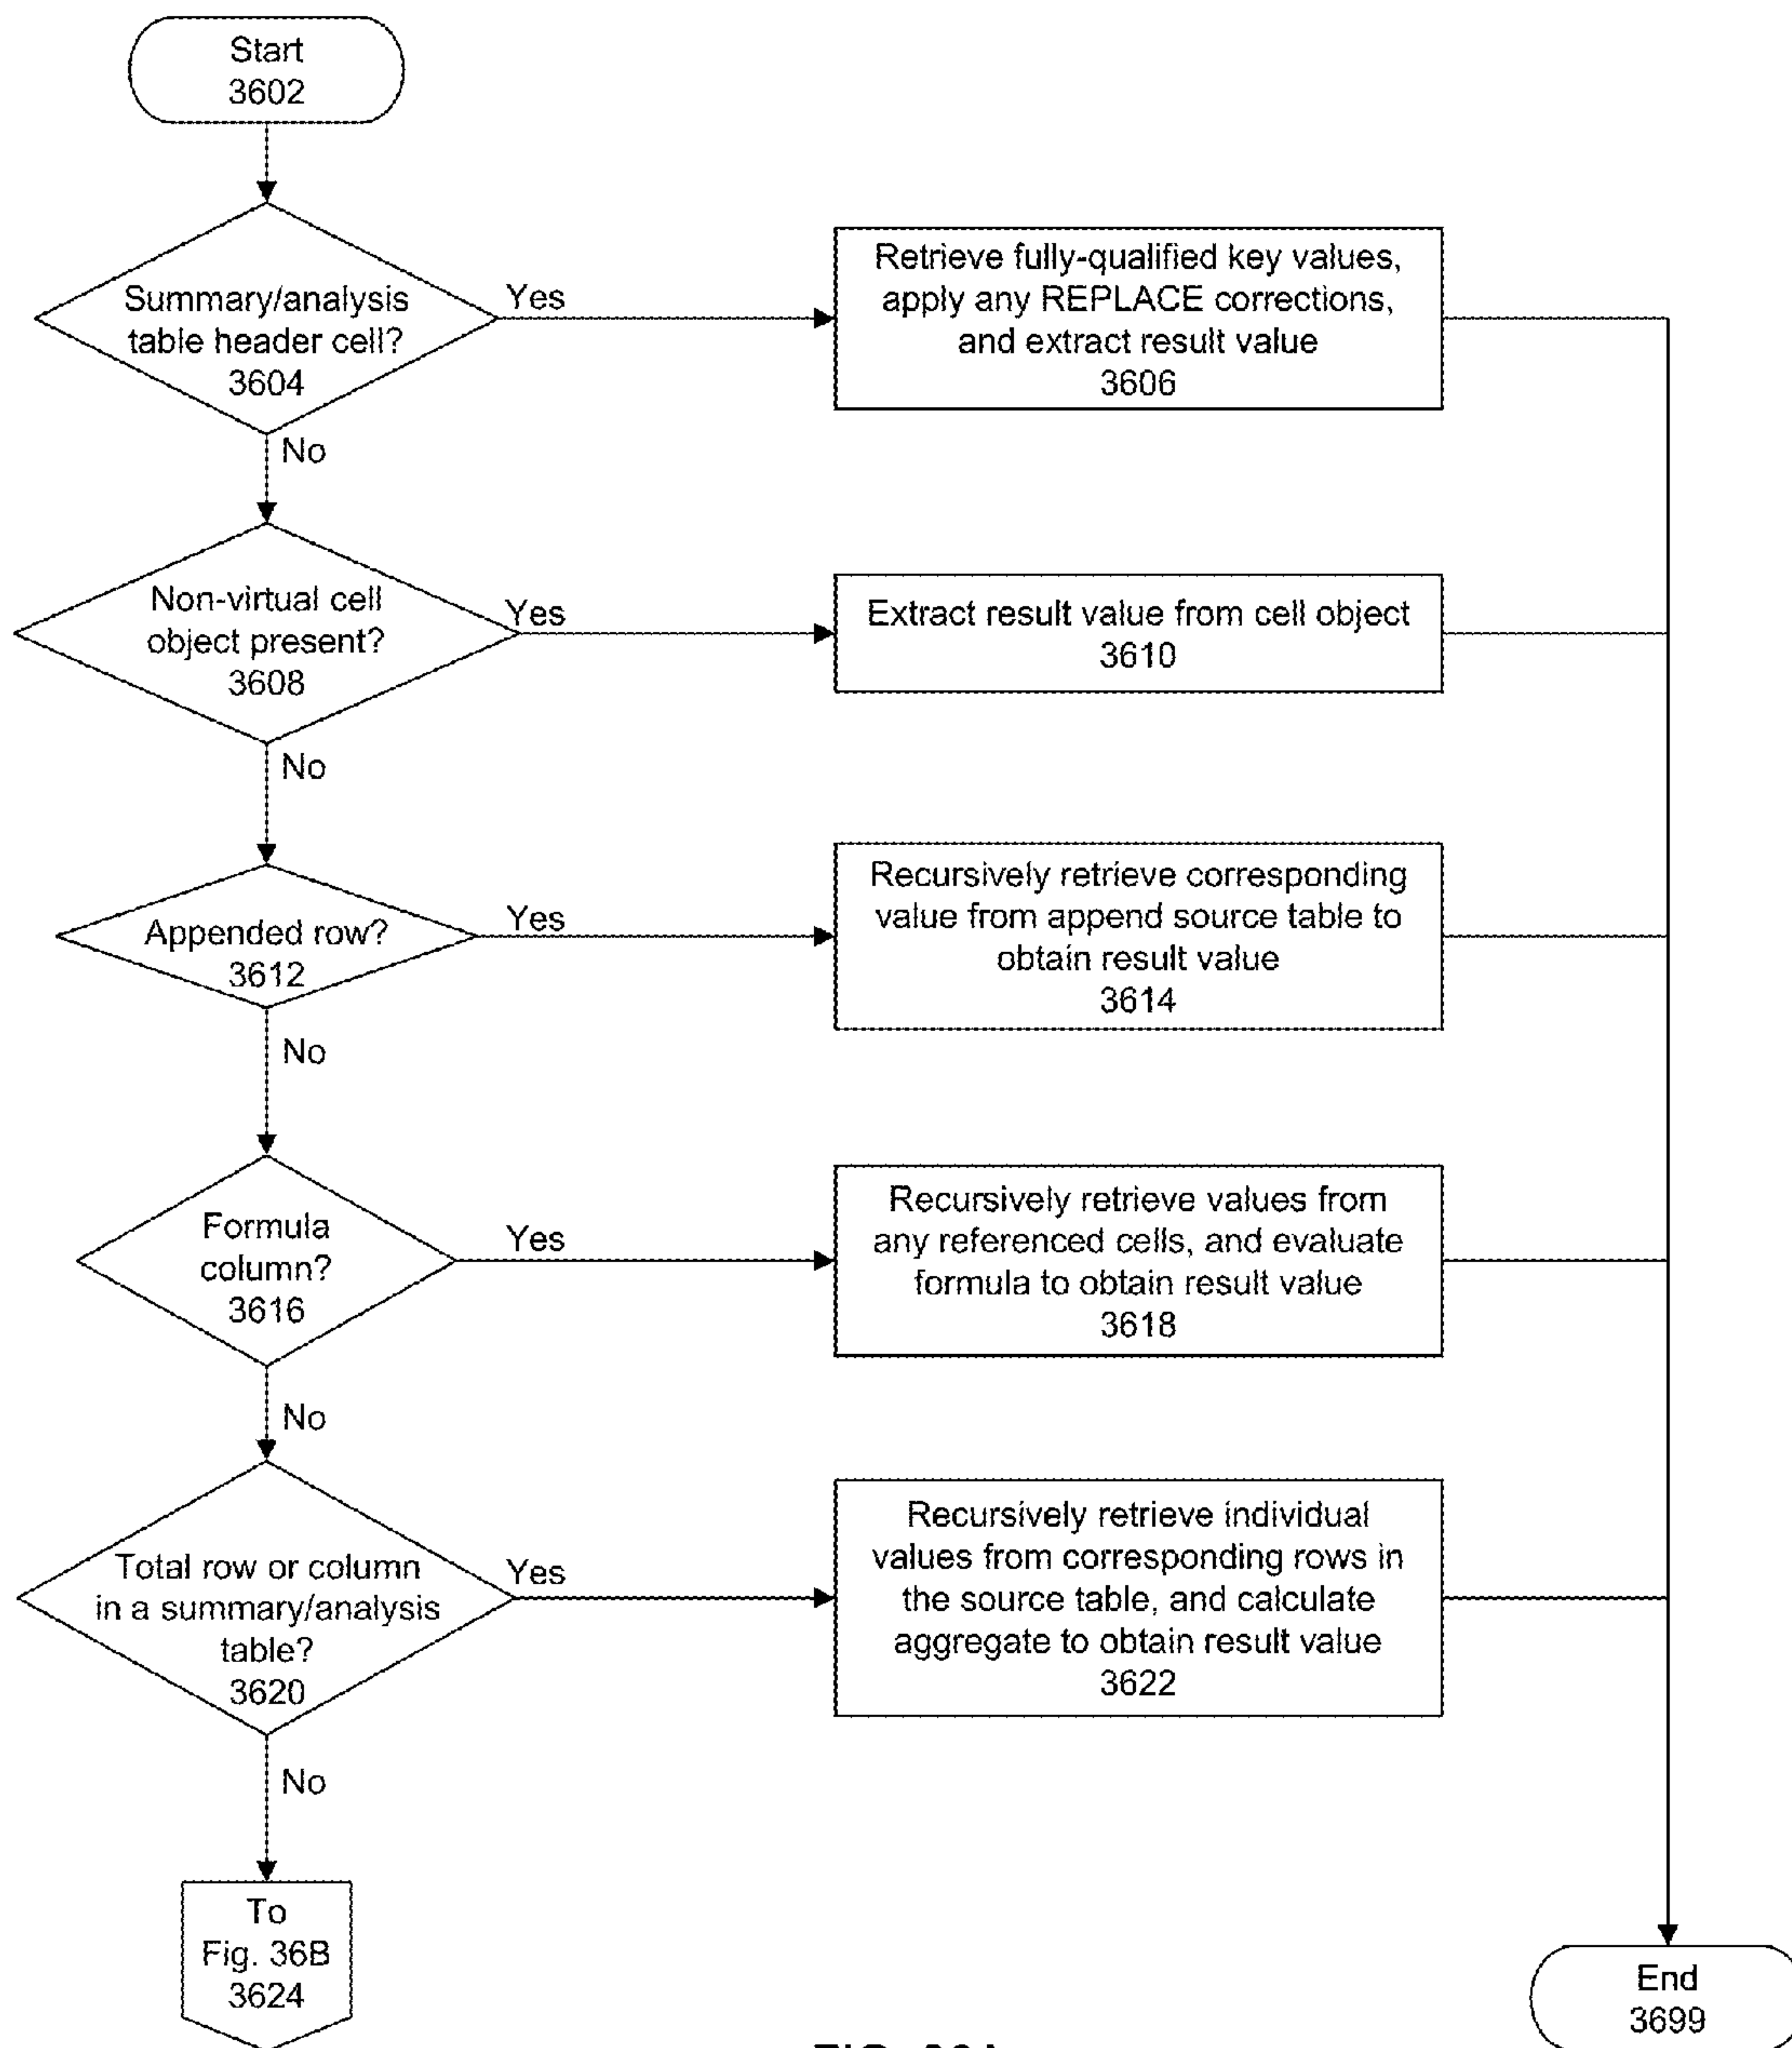 Start
3602
Summary/analysis
table header cell?
3604
Yes
Retrieve fully-qualified key values,
apply any REPLACE corrections,
and extract result value
3606
No
Non-virtual cell
object present?
3608
Yes
Extract result value from cell object
3610
No
Appended row?
3612
Yes
Recursively retrieve corresponding
value from append source table to
obtain result value
3614
No
Formula
column?
3616
Yes
Recursively retrieve values from
any referenced cells, and evaluate
formula to obtain result value
3618
No
Total row or column
in a summary/analysis
table?
3620
Yes
Recursively retrieve individual
values from corresponding rows in
the source table, and calculate
aggregate to obtain result value
3622
No
To
Fig. 36B
3624
End
3699